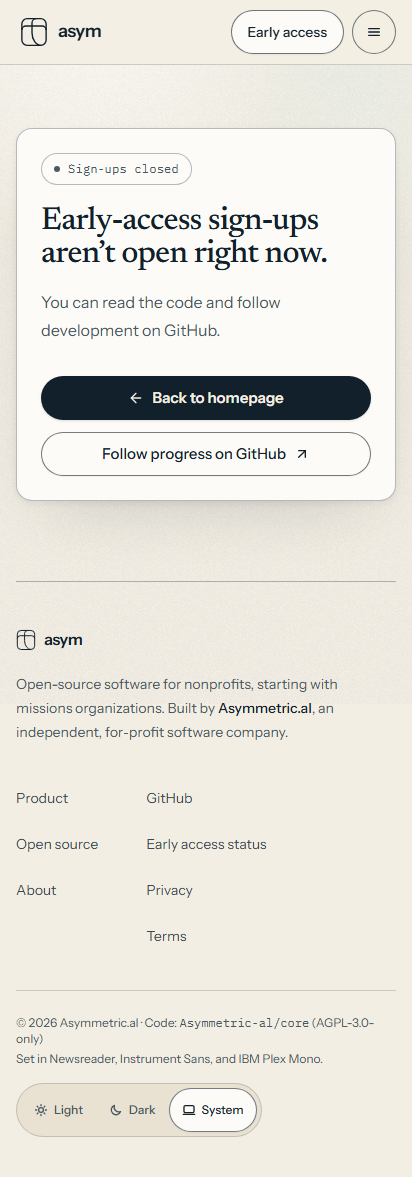 asym
Early access
Sign-ups closed
Early-access sign-ups
aren’t open right now.
You can read the code and follow
development on GitHub.
Back to homepage
Follow progress on GitHub
asym
Open-source software for nonprofits, starting with
missions organizations. Built by Asymmetric.al, an
independent, for-profit software company.
Product
GitHub
Open source
Early access status
About
Privacy
Terms
© 2026 Asymmetric.al · Code: Asymmetric-al/core (AGPL-3.0-
only)
Set in Newsreader, Instrument Sans, and IBM Plex Mono.
Light
Dark
System